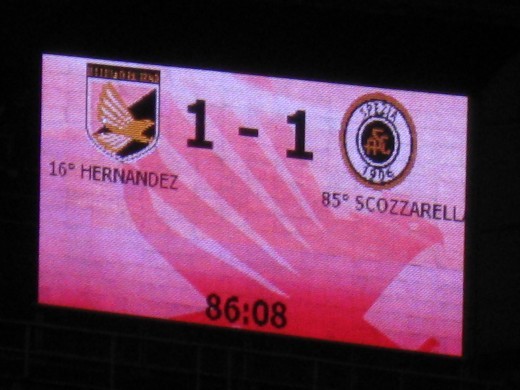 1 - 1
SPEZIA
1906
16° HERNANDEZ
85° SCOZZARELLA
86:08